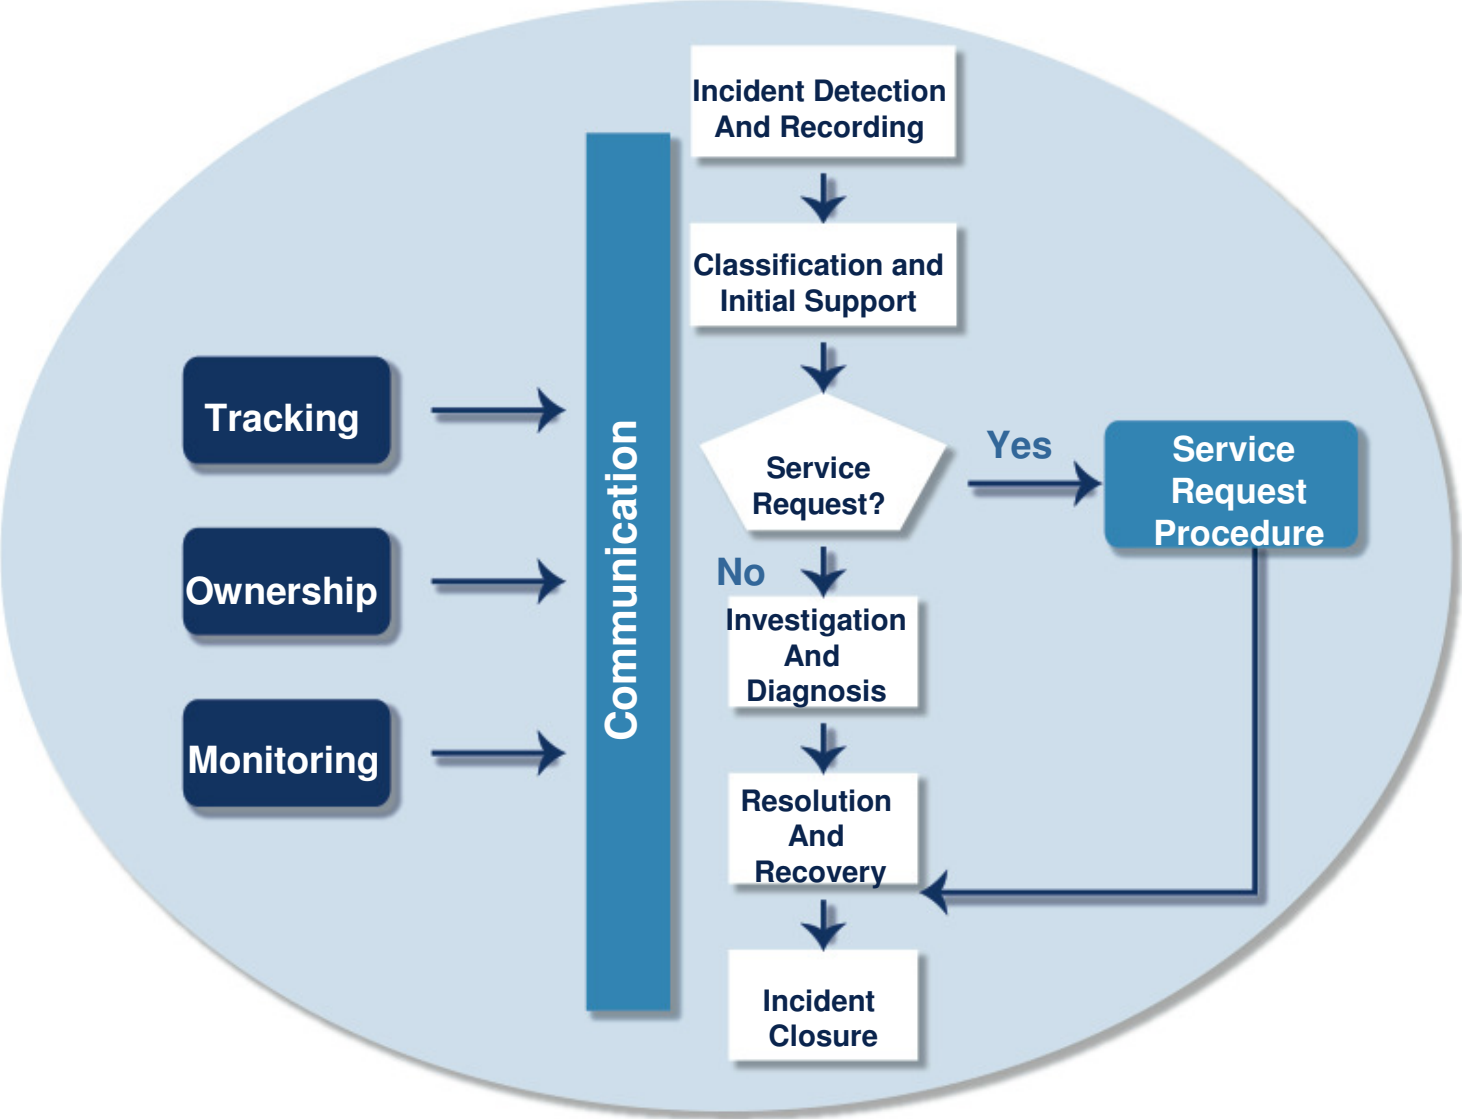 Incident Detection
And Recording
Classification and
Initial Support
Tracking
Ownership
Monitoring
Communication
Service
Request?
Yes
Service
Request
Procedure
No
Investigation
And
Diagnosis
Resolution
And
Recovery
Incident
Closure